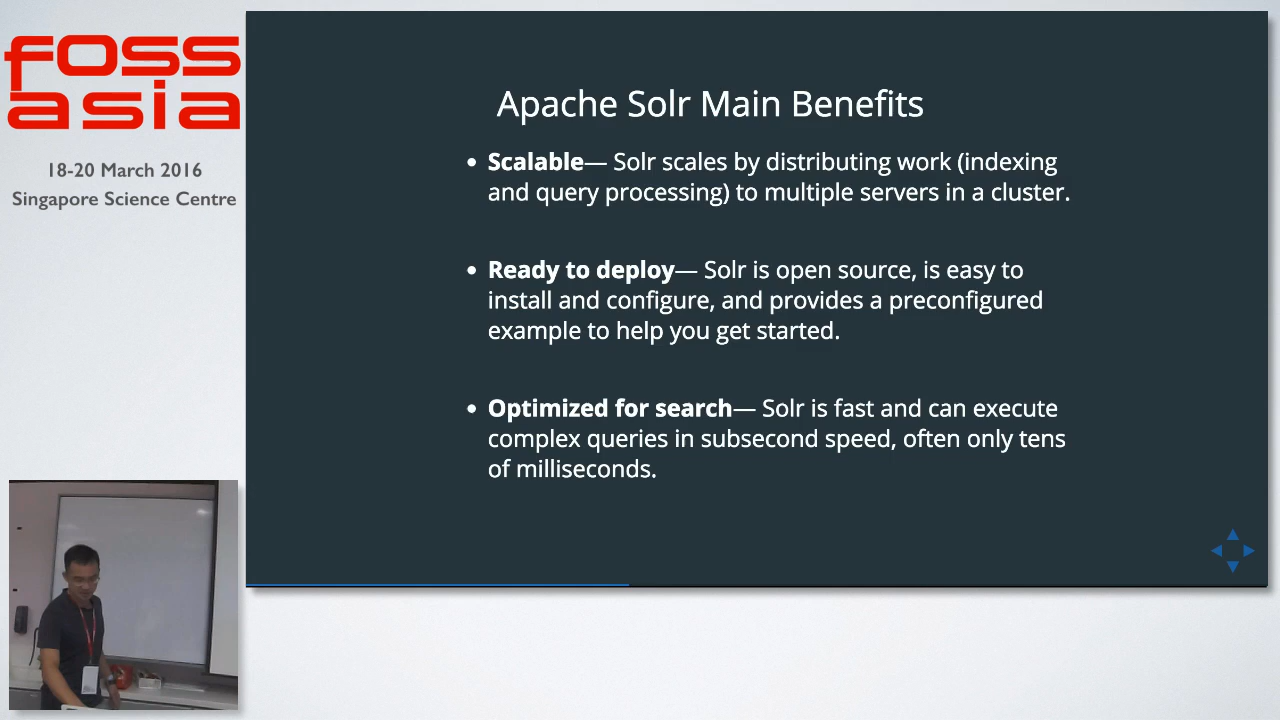 foss
asia
18-20 March 2016
Singapore Science Centre
Apache Solr Main Benefits
• Scalable— Solr scales by distributing work (indexing
and query processing) to multiple servers in a cluster.
• Ready to deploy— Solr is open source, is easy to
install and configure, and provides a preconfigured
example to help you get started.
• Optimized for search— Solr is fast and can execute
complex queries in subsecond speed, often only tens
of milliseconds.